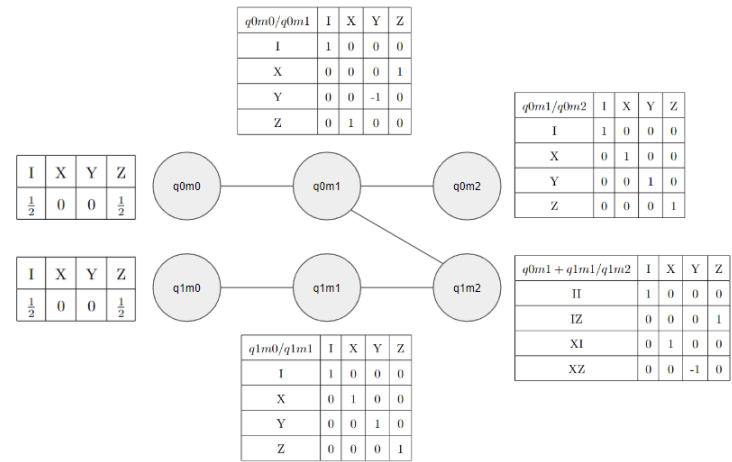 q0m0/q0m1 I X Y Z
I 1 0 0 0
X 0 0 0 1
Y 0 0 -1 0
Z 0 1 0 0
q0m1/q0m2 I X Y Z
I 1 0 0 0
X 0 1 0 0
Y 0 0 1 0
Z 0 0 0 1
I X Y Z
1/2 0 0 1/2
q0m0 q0m1 q0m2
I X Y Z
1/2 0 0 1/2
q1m0 q1m1 q1m2
q0m1 + q1m1/q1m2 I X Y Z
II 1 0 0 0
IZ 0 0 0 1
XI 0 1 0 0
XZ 0 0 -1 0
q1m0/q1m1 I X Y Z
I 1 0 0 0
X 0 1 0 0
Y 0 0 1 0
Z 0 0 0 1